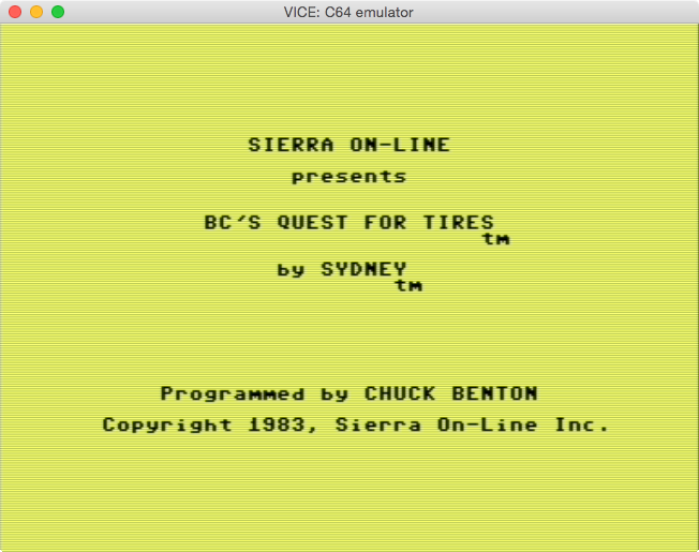 VICE: C64 emulator
SIERRA ON-LINE
presents
BC'S QUEST FOR TIRES
tm
by SYDNEY
tm
Programmed by CHUCK BENTON
Copyright 1983, Sierra On-Line Inc.